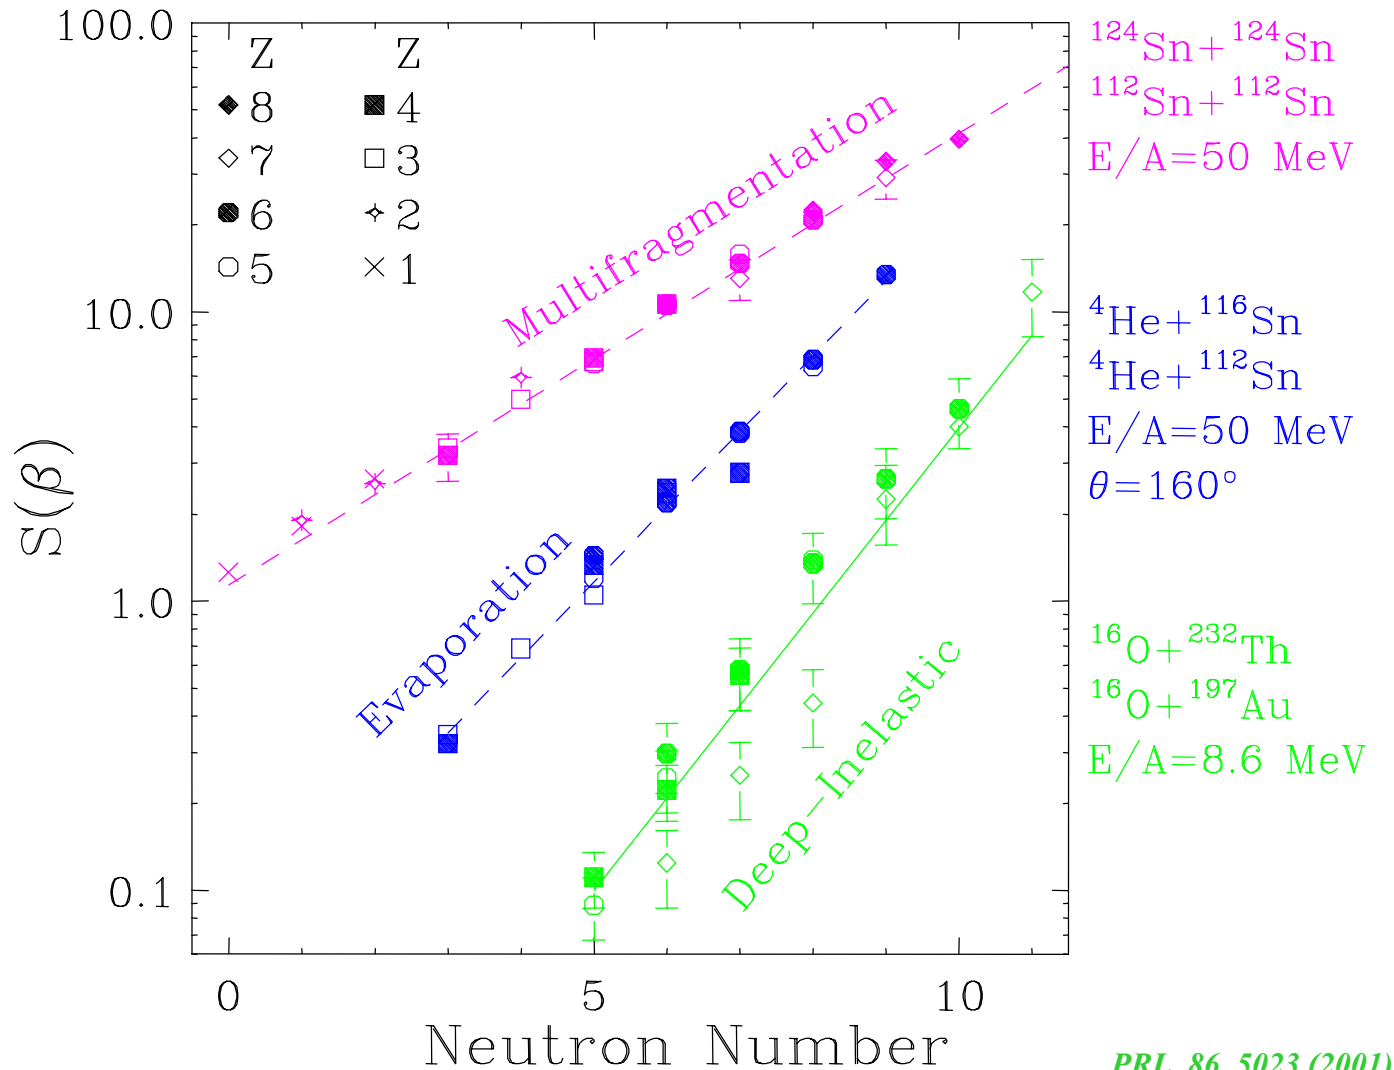 100.0
10.0
1.0
0.1
S(β)
0
5
10
Neutron Number
Z Z
8 4
7 3
6 2
5 1
Multifragmentation
Evaporation
Deep-Inelastic
¹²⁴Sn+¹²⁴Sn
¹¹²Sn+¹¹²Sn
E/A=50 MeV
⁴He+¹¹⁶Sn
⁴He+¹¹²Sn
E/A=50 MeV
θ=160°
¹⁶O+²³²Th
¹⁶O+¹⁹⁷Au
E/A=8.6 MeV
PRL, 86, 5023 (2001)